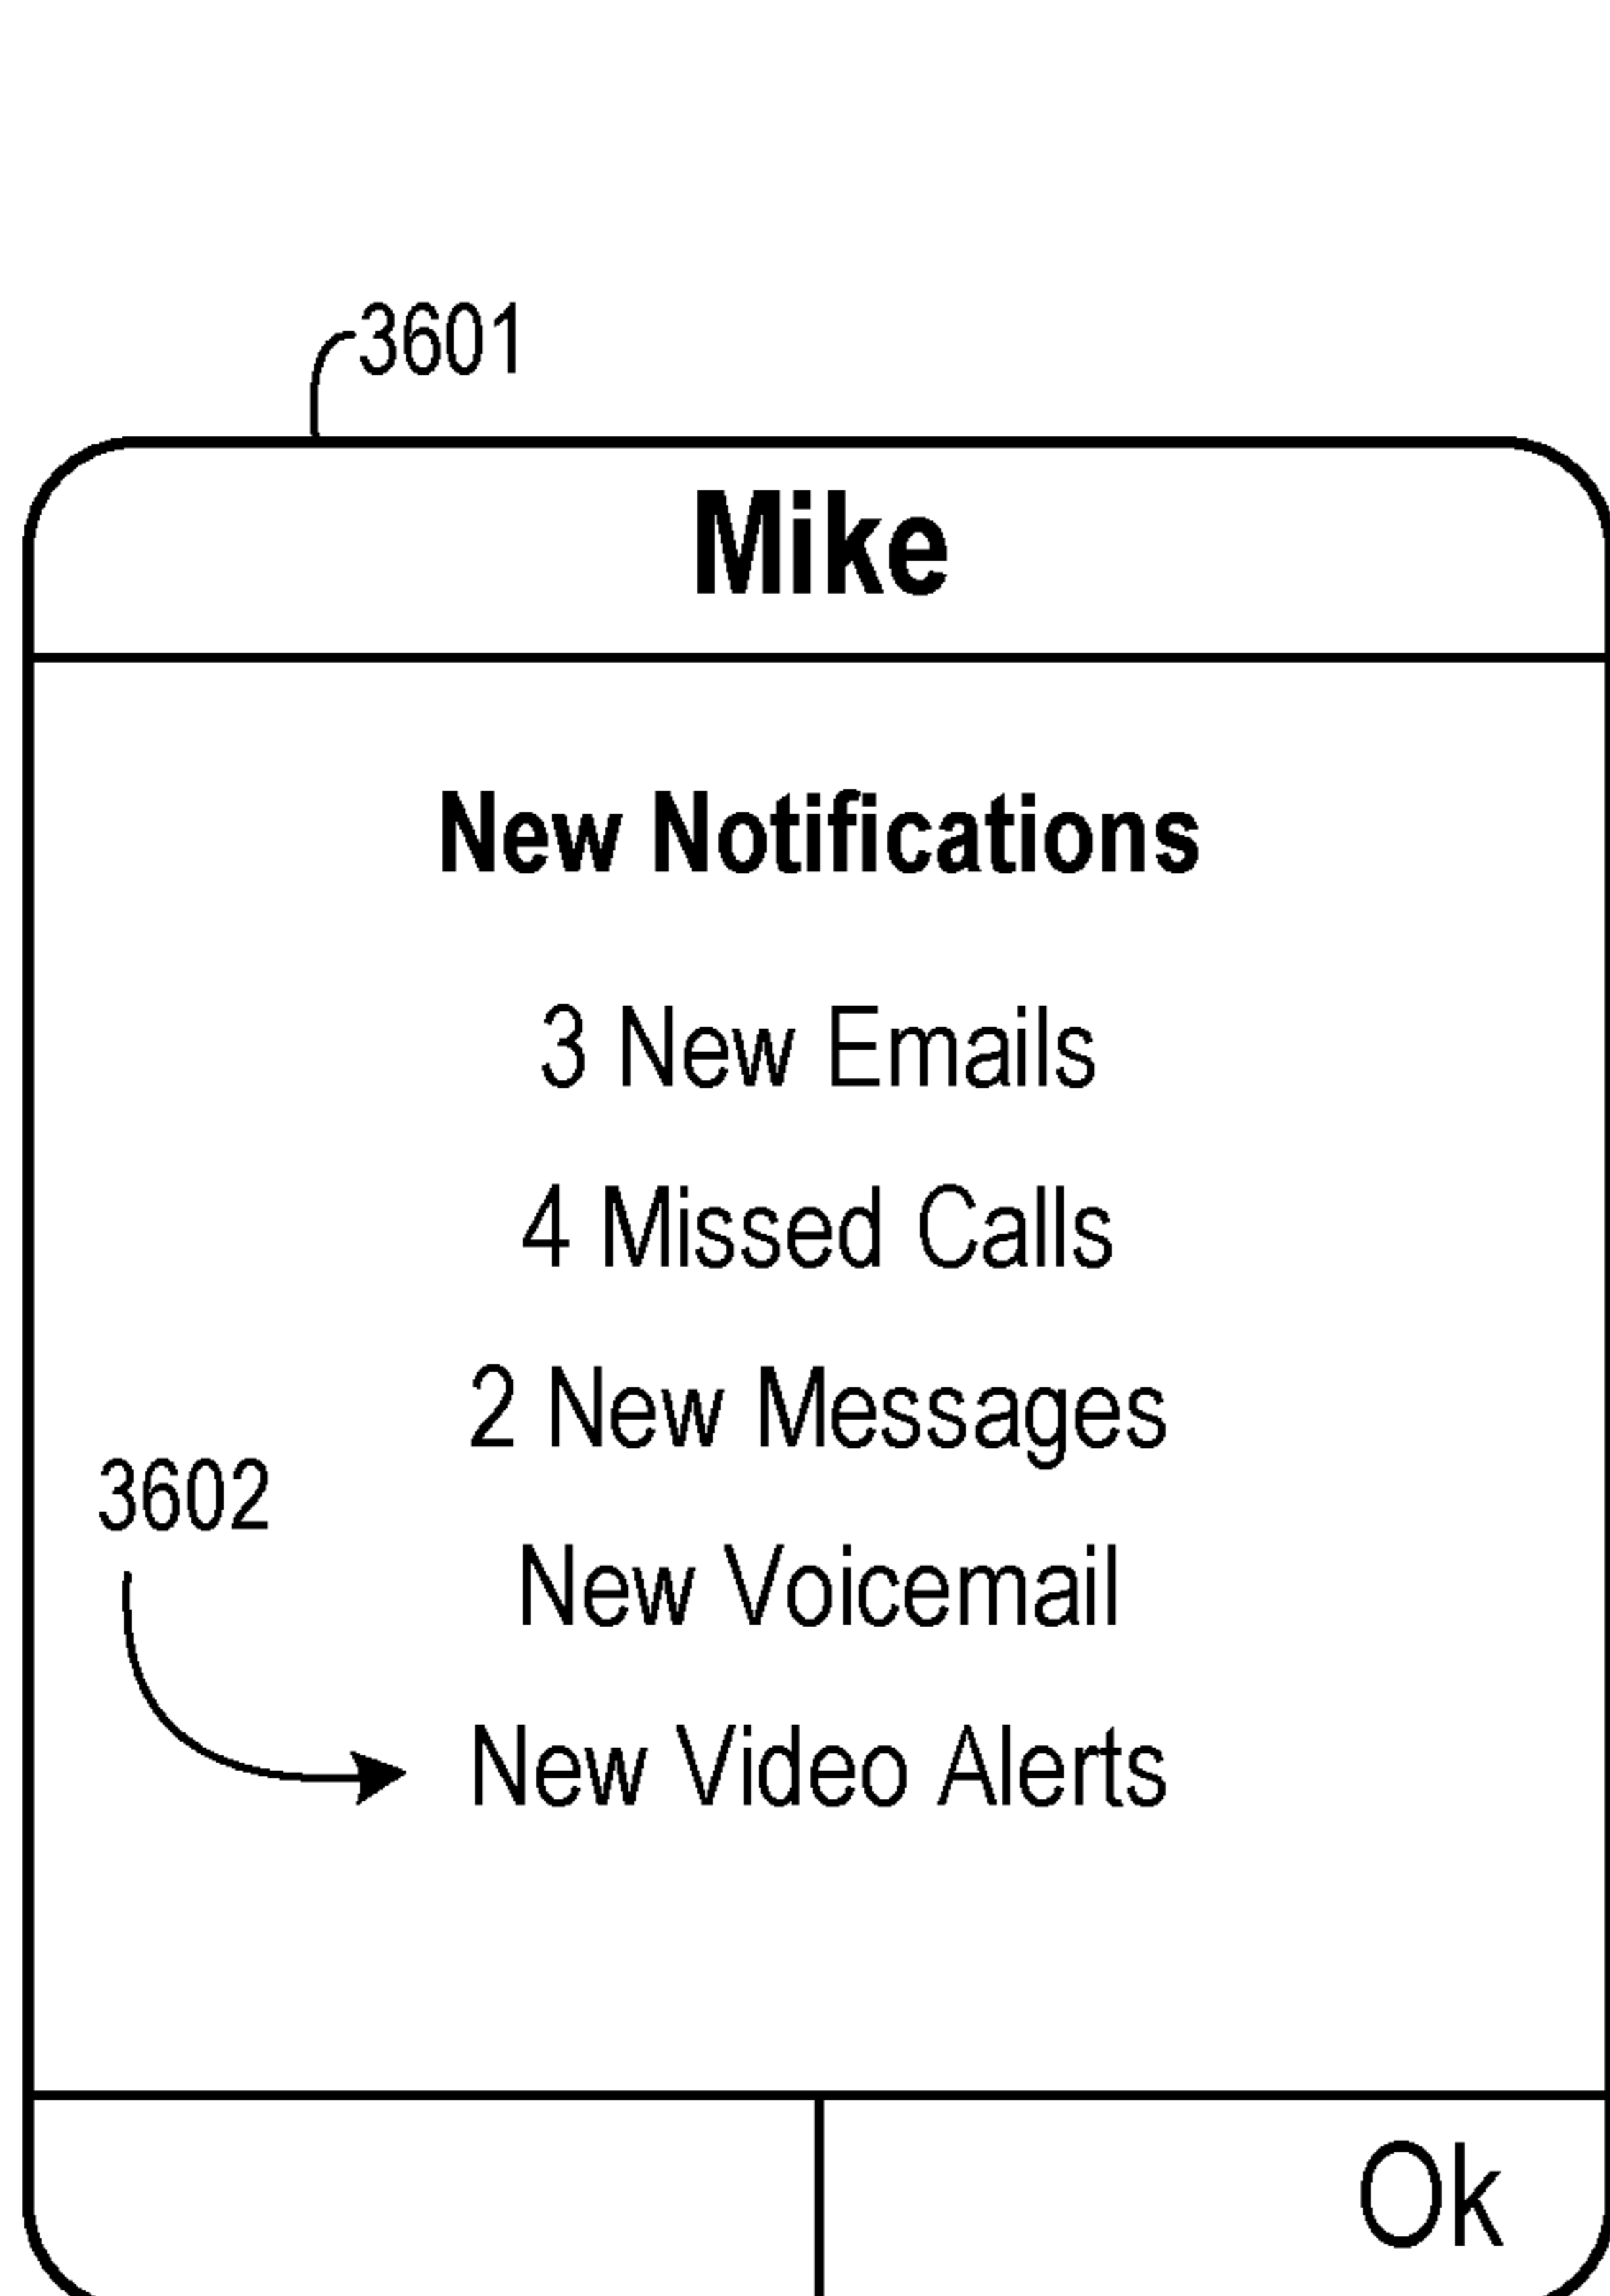 3601
Mike
New Notifications
3 New Emails
4 Missed Calls
2 New Messages
3602
New Voicemail
New Video Alerts
Ok